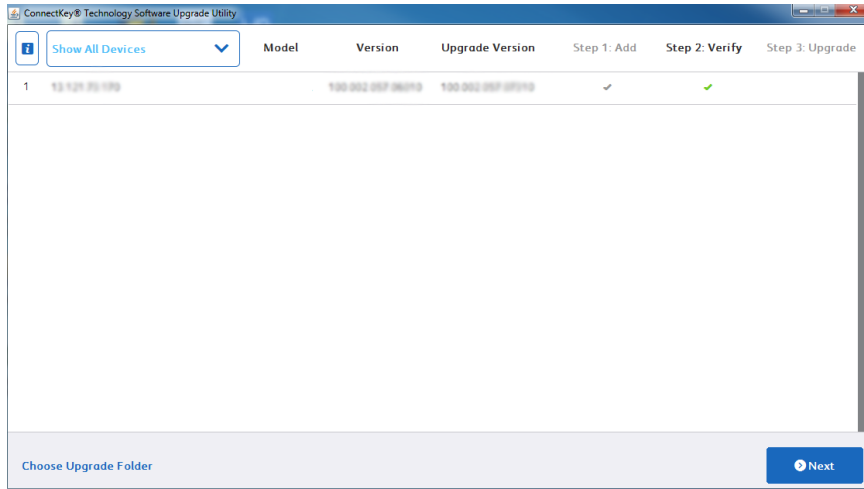 ConnectKey® Technology Software Upgrade Utility
Show All Devices Model Version Upgrade Version Step 1: Add Step 2: Verify Step 3: Upgrade
1
Choose Upgrade Folder Next